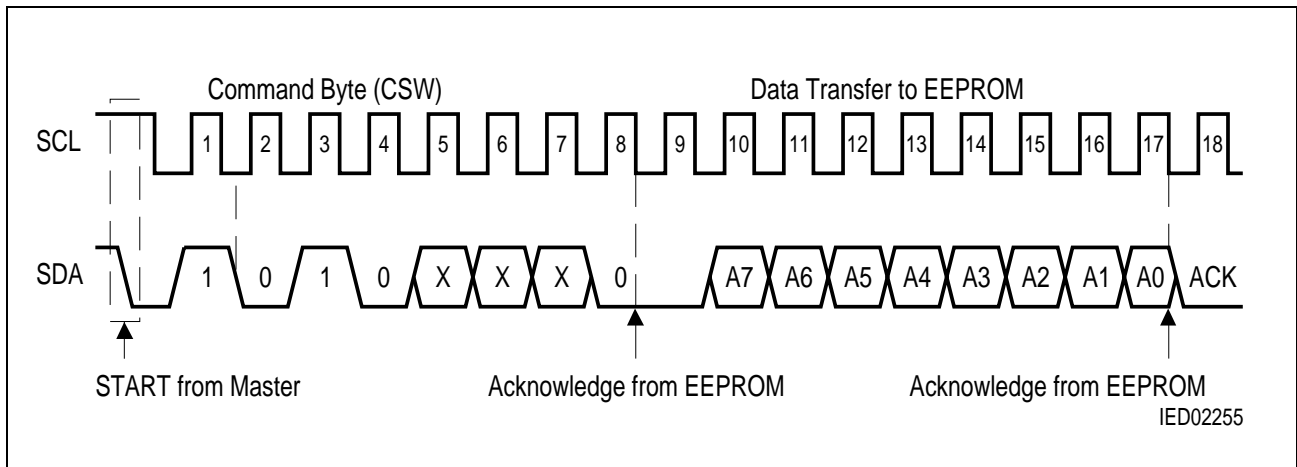 Command Byte (CSW) Data Transfer to EEPROM
SCL 1 2 3 4 5 6 7 8 9 10 11 12 13 14 15 16 17 18
SDA 1 0 1 0 X X X 0 A7 A6 A5 A4 A3 A2 A1 A0 ACK
START from Master Acknowledge from EEPROM Acknowledge from EEPROM
IED02255